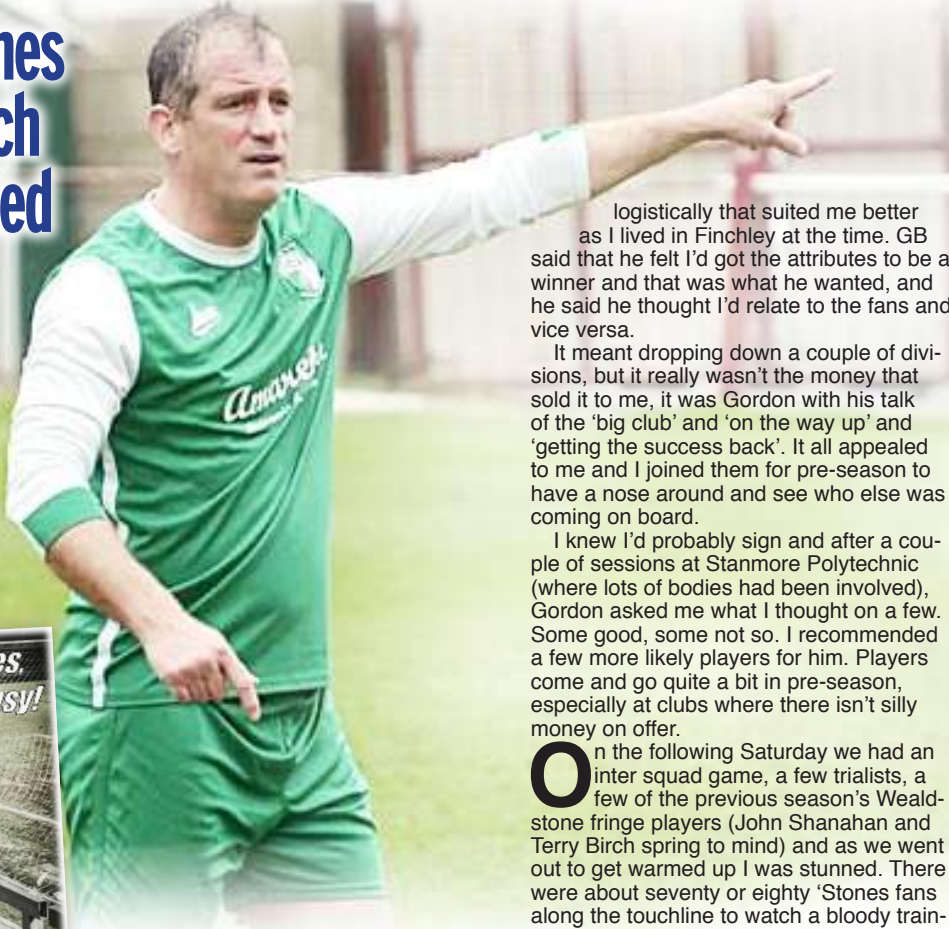 nes
ch
ed
logistically that suited me better
as I lived in Finchley at the time. GB
said that he felt I’d got the attributes to be a
winner and that was what he wanted, and
he said he thought I’d relate to the fans and
vice versa.
It meant dropping down a couple of divi-
sions, but it really wasn’t the money that
sold it to me, it was Gordon with his talk
of the ‘big club’ and ‘on the way up’ and
‘getting the success back’. It all appealed
to me and I joined them for pre-season to
have a nose around and see who else was
coming on board.
I knew I’d probably sign and after a cou-
ple of sessions at Stanmore Polytechnic
(where lots of bodies had been involved),
Gordon asked me what I thought on a few.
Some good, some not so. I recommended
a few more likely players for him. Players
come and go quite a bit in pre-season,
especially at clubs where there isn’t silly
money on offer.
On the following Saturday we had an
inter squad game, a few trialists, a
few of the previous season’s Weald-
stone fringe players (John Shanahan and
Terry Birch spring to mind) and as we went
out to get warmed up I was stunned. There
were about seventy or eighty ‘Stones fans
along the touchline to watch a bloody train-
es,
sy!